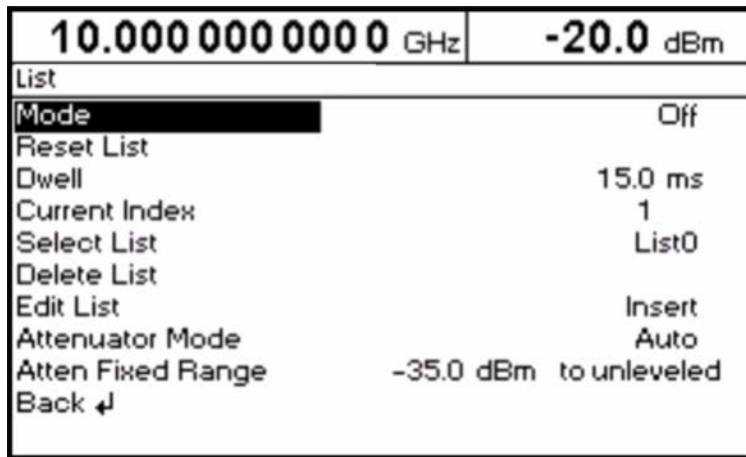 10.000 000 000 0 GHz -20.0 dBm
List
Mode Off
Reset List
Dwell 15.0 ms
Current Index 1
Select List List0
Delete List
Edit List Insert
Attenuator Mode Auto
Atten Fixed Range -35.0 dBm to unleveled
Back ↲